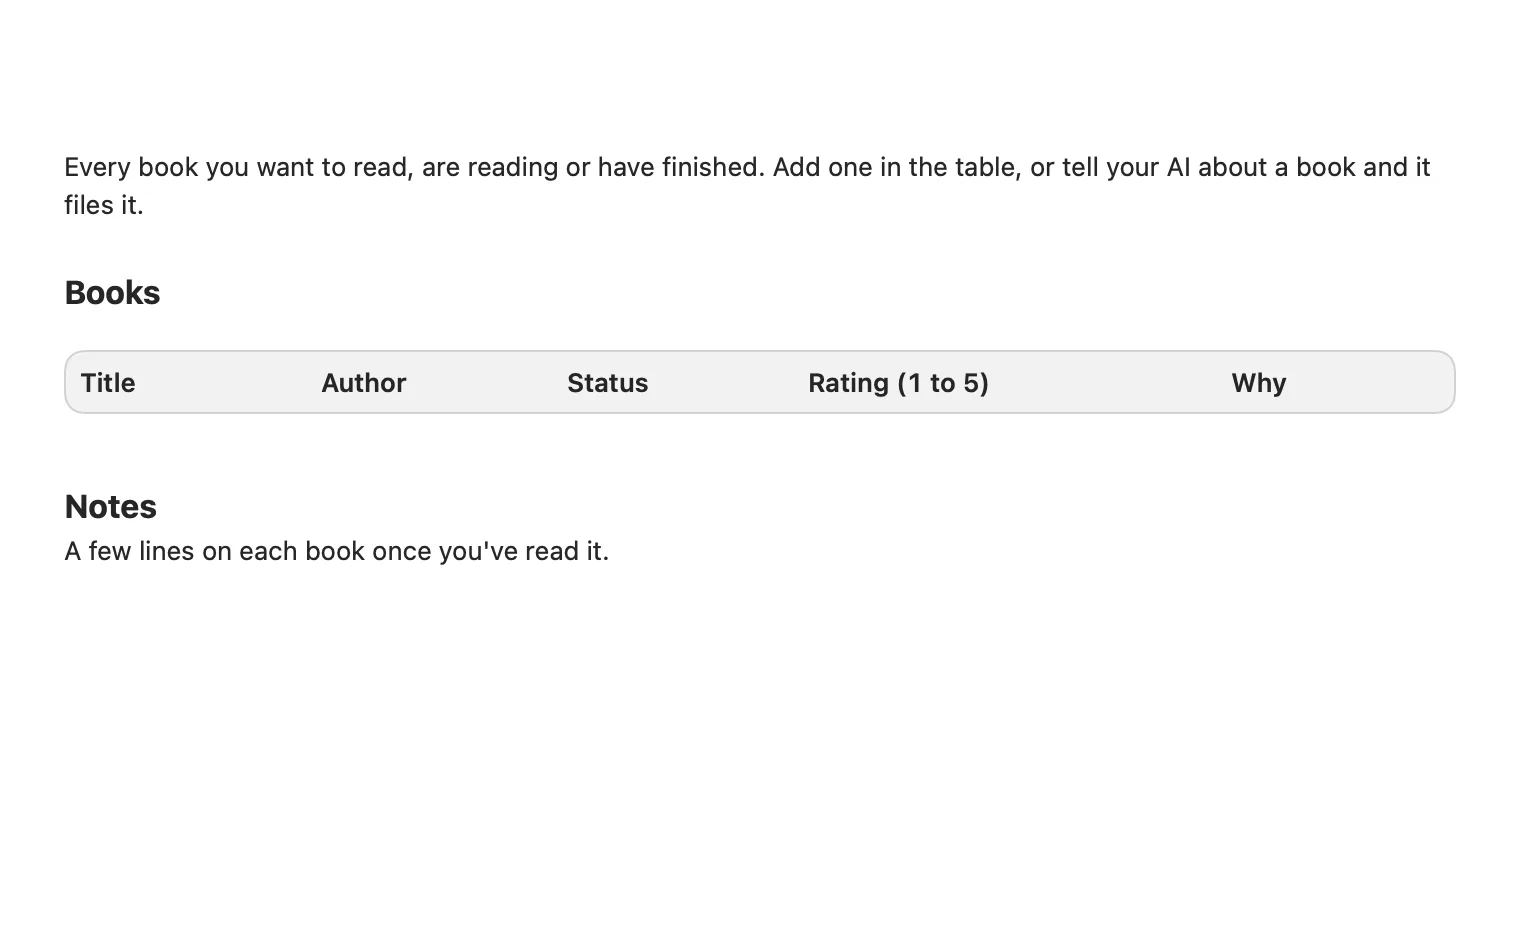 Every book you want to read, are reading or have finished. Add one in the table, or tell your AI about a book and it
files it.
Books
Title Author Status Rating (1 to 5) Why
Notes
A few lines on each book once you've read it.